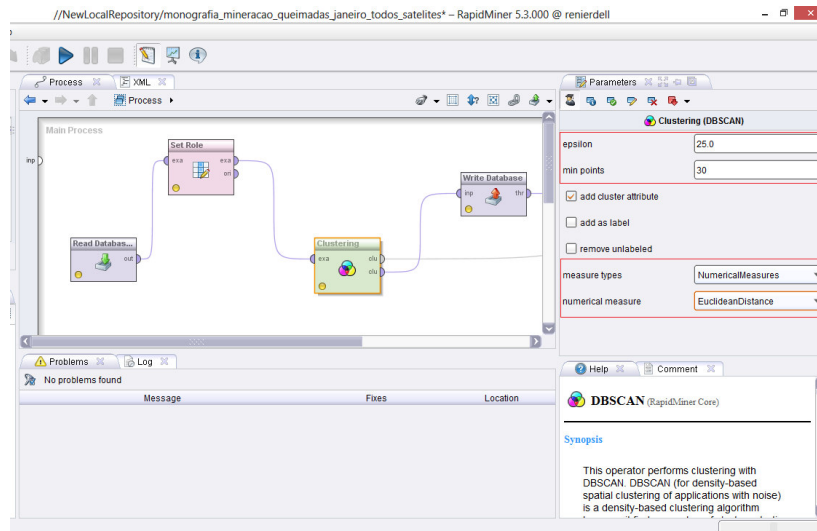 //NewLocalRepository/monografia_mineracao_queimadas_janeiro_todos_satelites* – RapidMiner 5.3.000 @ renierdell
Process
XML
Process
Main Process
inp
Read Databas...
out
Set Role
exa
exa
ori
Clustering
exa
clu
clu
Write Database
inp
thr
Problems
Log
No problems found
Message
Fixes
Location
Parameters
Clustering (DBSCAN)
epsilon
25.0
min points
30
add cluster attribute
add as label
remove unlabeled
measure types
NumericalMeasures
numerical measure
EuclideanDistance
Help
Comment
DBSCAN (RapidMiner Core)
Synopsis
This operator performs clustering with
DBSCAN. DBSCAN (for density-based
spatial clustering of applications with noise)
is a density-based clustering algorithm